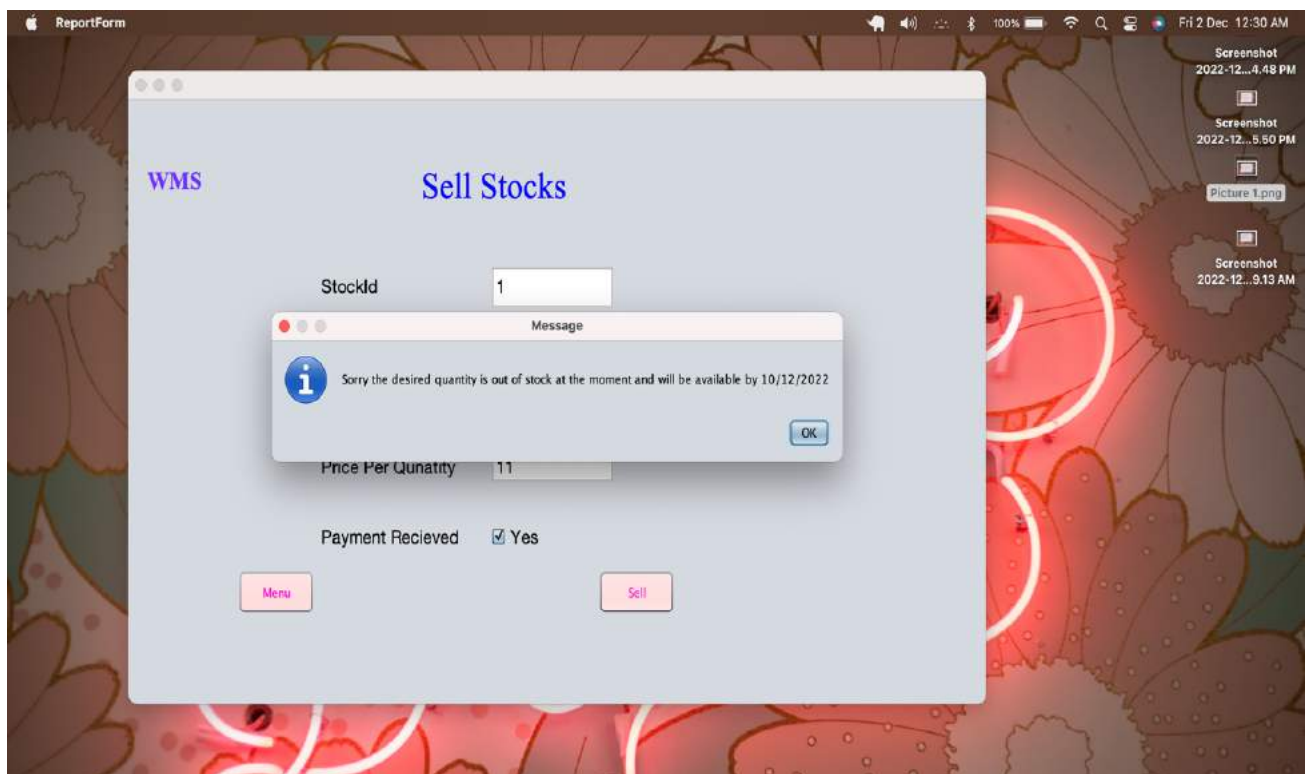 ReportForm
100%
Fri 2 Dec 12:30 AM
Screenshot
2022-12...4.48 PM
Screenshot
2022-12...5.50 PM
Picture 1.png
Screenshot
2022-12...9.13 AM
WMS
Sell Stocks
StockId
1
Message
Sorry the desired quantity is out of stock at the moment and will be available by 10/12/2022
OK
Price Per Qunatity
11
Payment Recieved
Yes
Menu
Sell